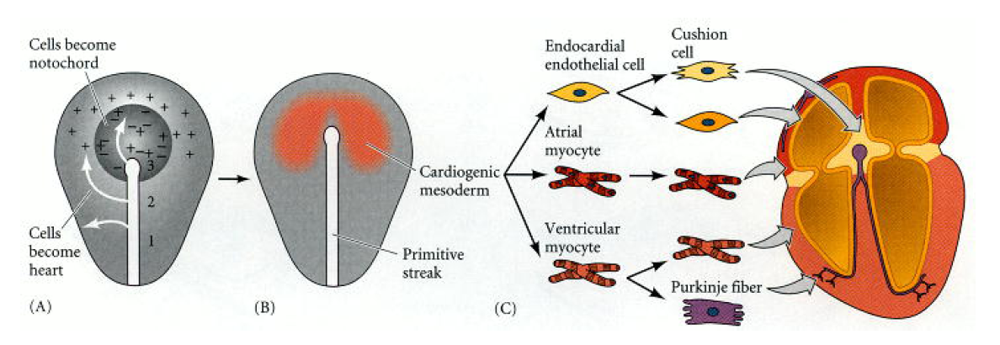 Cells become
notochord
+ + + + + + + + + + + + + + +
− − − − − − − −
3
2
1
Cells
become
heart
(A)
Cardiogenic
mesoderm
Primitive
streak
(B)
Endocardial
endothelial cell
Cushion
cell
Atrial
myocyte
Ventricular
myocyte
Purkinje fiber
(C)